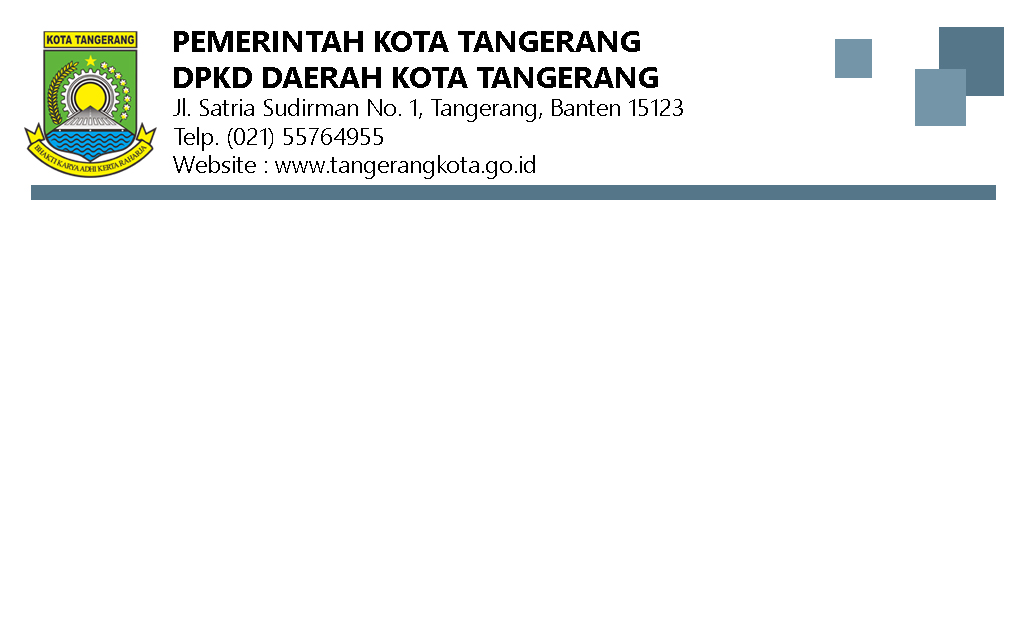 KOTA TANGERANG
BHAKTI KARYA ADHI KERTA RAHARJA
PEMERINTAH KOTA TANGERANG
DPKD DAERAH KOTA TANGERANG
Jl. Satria Sudirman No. 1, Tangerang, Banten 15123
Telp. (021) 55764955
Website : www.tangerangkota.go.id